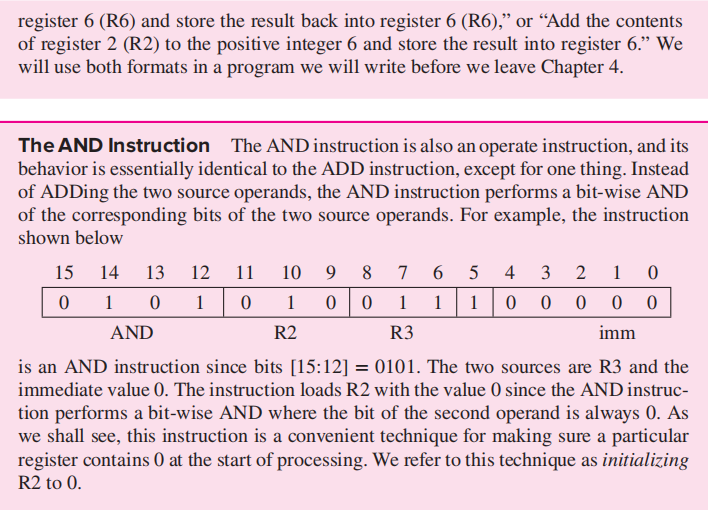 register 6 (R6) and store the result back into register 6 (R6),” or “Add the contents
of register 2 (R2) to the positive integer 6 and store the result into register 6.” We
will use both formats in a program we will write before we leave Chapter 4.
The AND Instruction The AND instruction is also an operate instruction, and its
behavior is essentially identical to the ADD instruction, except for one thing. Instead
of ADDing the two source operands, the AND instruction performs a bit-wise AND
of the corresponding bits of the two source operands. For example, the instruction
shown below
15 14 13 12 11 10 9 8 7 6 5 4 3 2 1 0
0 1 0 1 0 1 0 0 1 1 1 0 0 0 0 0
AND R2 R3 imm
is an AND instruction since bits [15:12] = 0101. The two sources are R3 and the
immediate value 0. The instruction loads R2 with the value 0 since the AND instruc-
tion performs a bit-wise AND where the bit of the second operand is always 0. As
we shall see, this instruction is a convenient technique for making sure a particular
register contains 0 at the start of processing. We refer to this technique as initializing
R2 to 0.